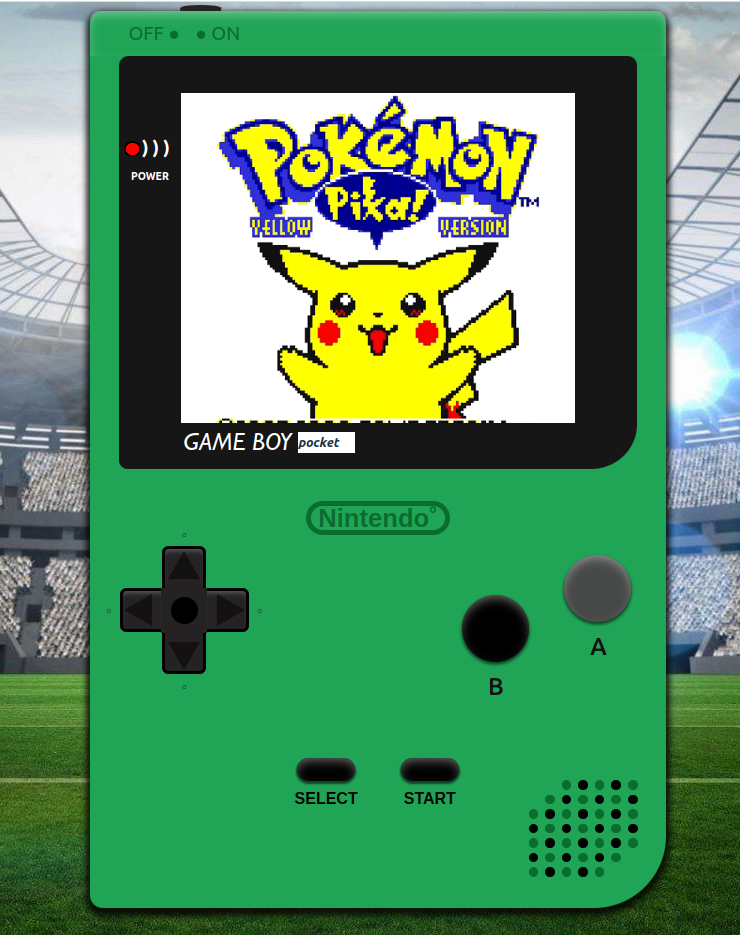 OFF ON
POKéMON
TM
Pika!
YELLOW VERSION
POWER
GAME BOY pocket
Nintendo
A
B
SELECT START